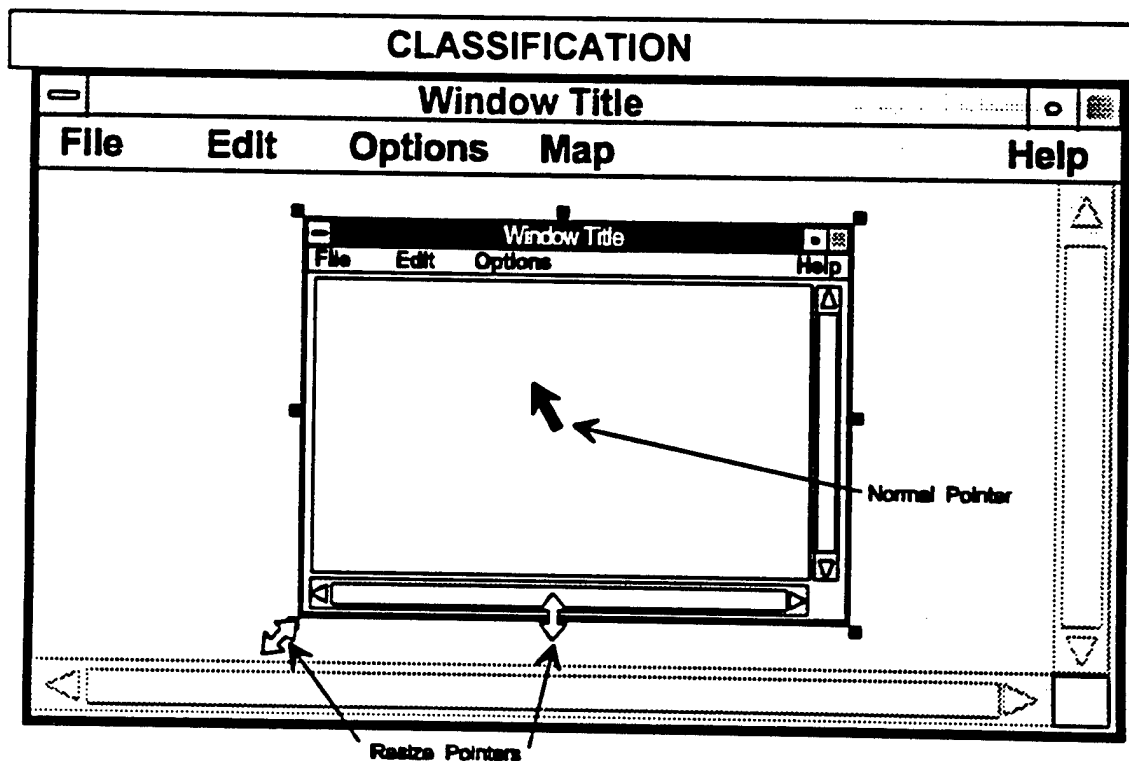 CLASSIFICATION
Window Title
File Edit Options Map Help
Window Title
File Edit Options Help
Normal Pointer
Resize Pointers